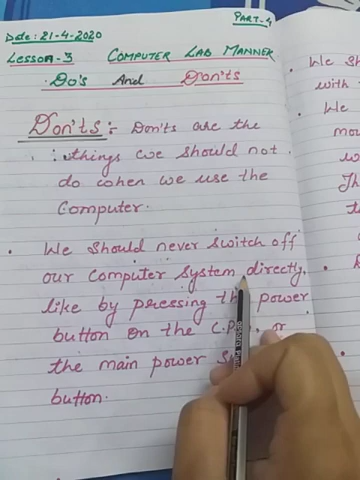 PART-4
Date: 21-4-2020
Lesson-3 COMPUTER LAB MANNER
Do's And Don'ts
Don'ts:- Don'ts are the
things we should not
do when we use the
Computer.
• We should never switch off
our Computer System directly.
like by pressing the power
button on the C.P.U. or
the main power
button.
• We
with
• We